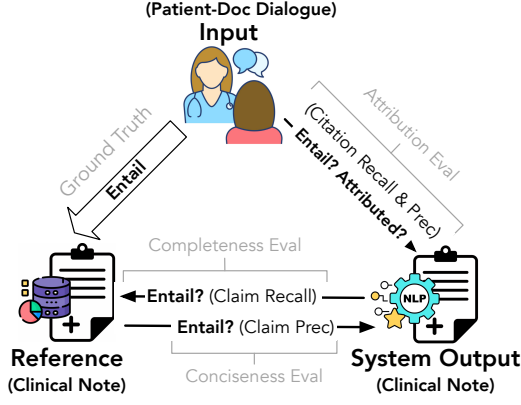 (Patient-Doc Dialogue)
Input
Ground Truth
Entail
Attribution Eval
(Citation Recall & Prec)
Entail? Attributed?
Completeness Eval
Entail? (Claim Recall)
Entail? (Claim Prec)
Conciseness Eval
NLP
Reference
(Clinical Note)
System Output
(Clinical Note)